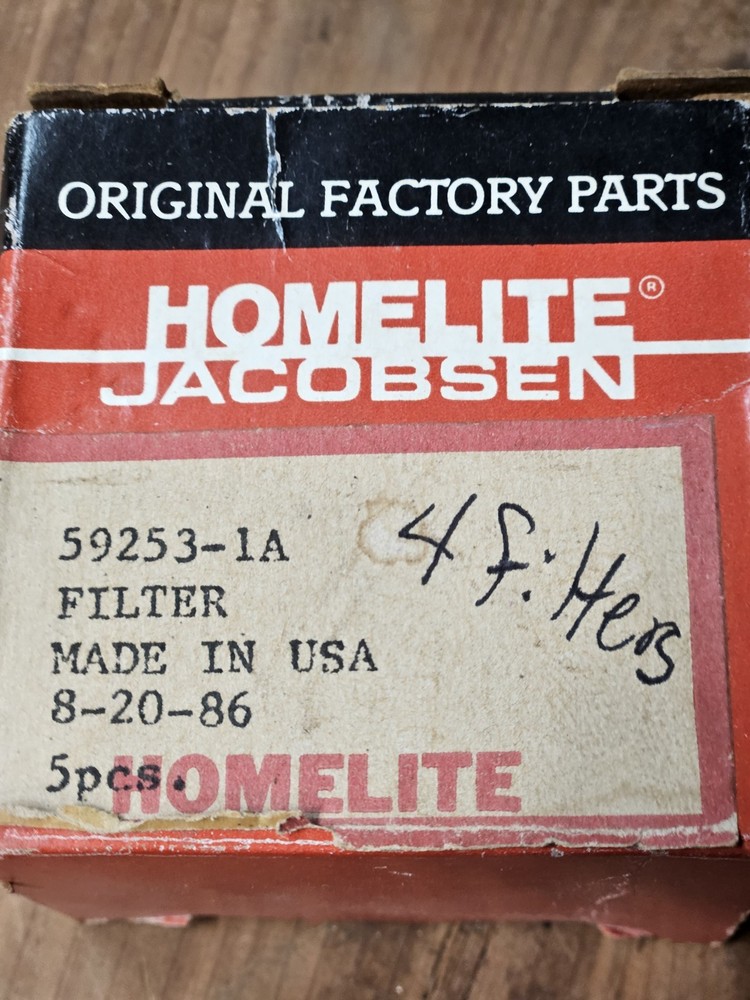 ORIGINAL FACTORY PARTS
HOMELITE®
JACOBSEN
59253-1A
FILTER
MADE IN USA
8-20-86
5pcs.
HOMELITE
4 filters